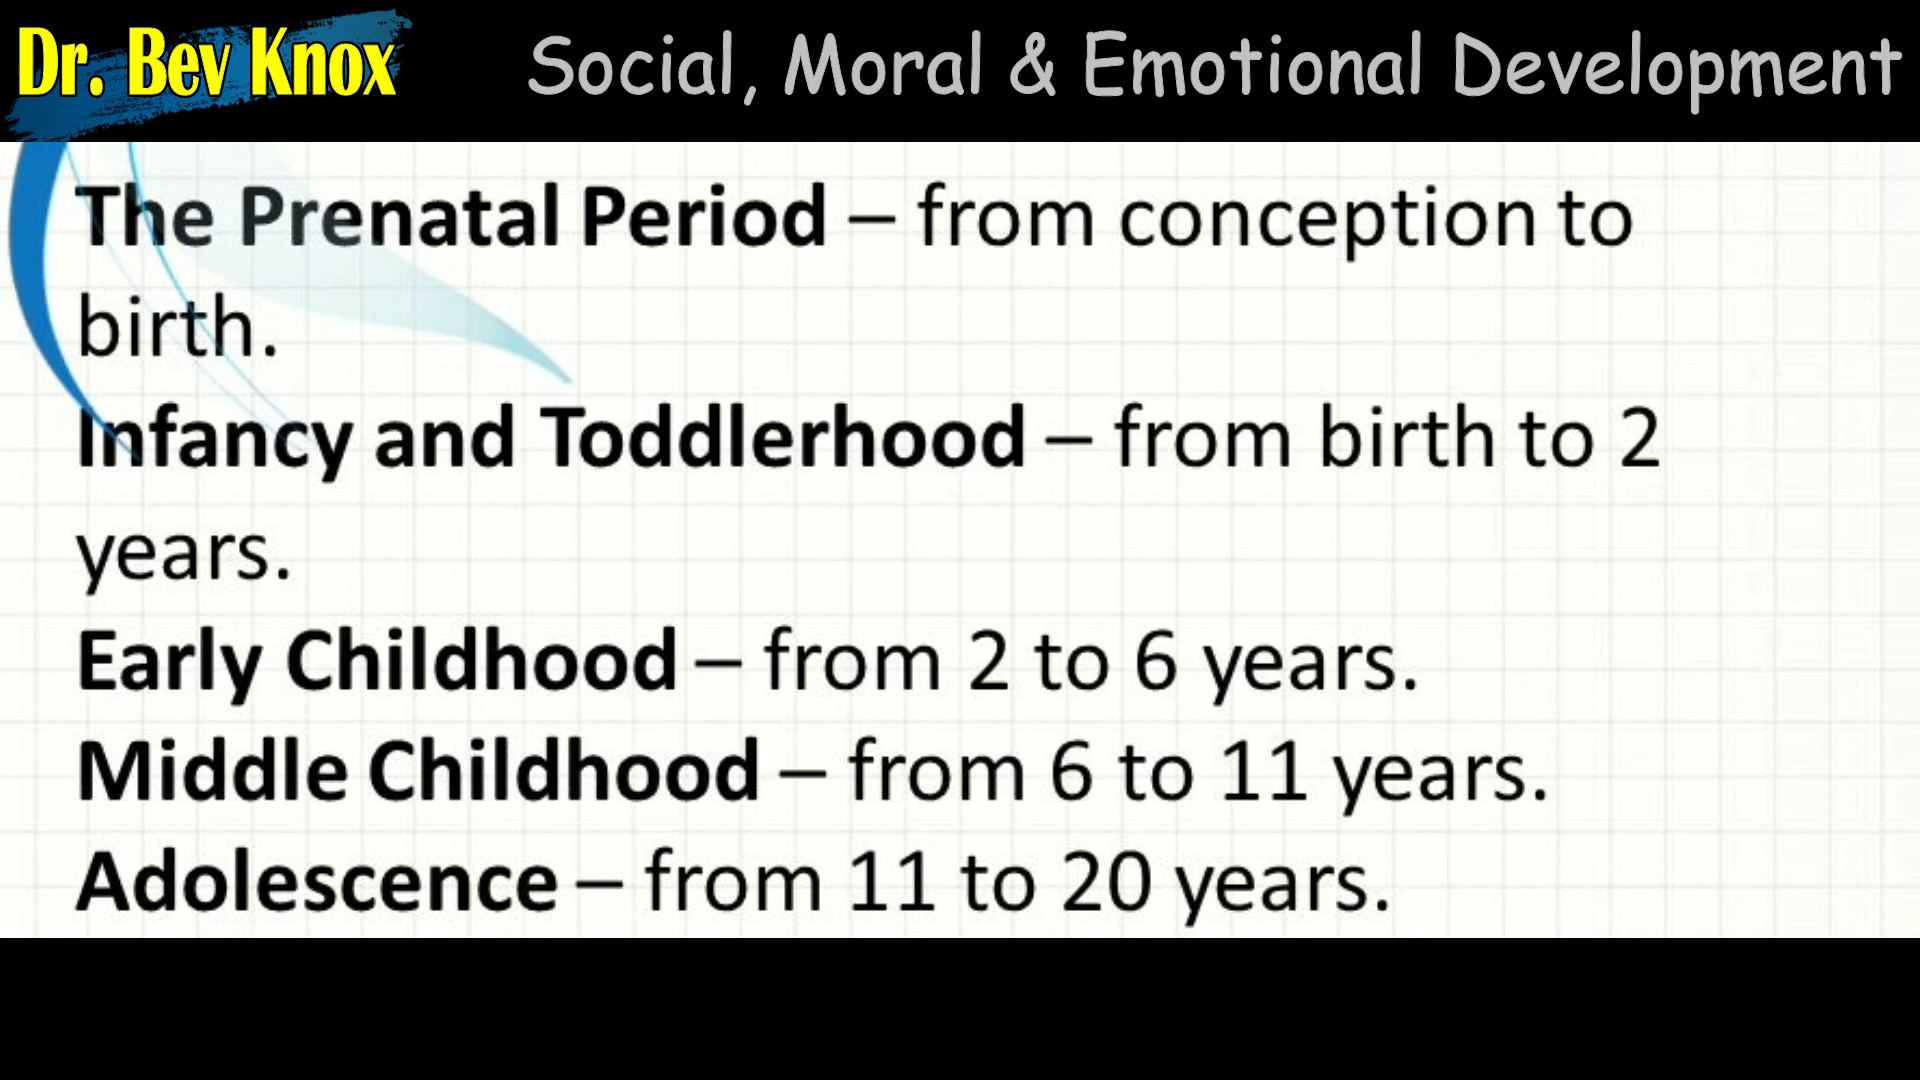 Dr. Bev Knox
Social, Moral & Emotional Development
The Prenatal Period – from conception to
birth.
Infancy and Toddlerhood – from birth to 2
years.
Early Childhood – from 2 to 6 years.
Middle Childhood – from 6 to 11 years.
Adolescence – from 11 to 20 years.